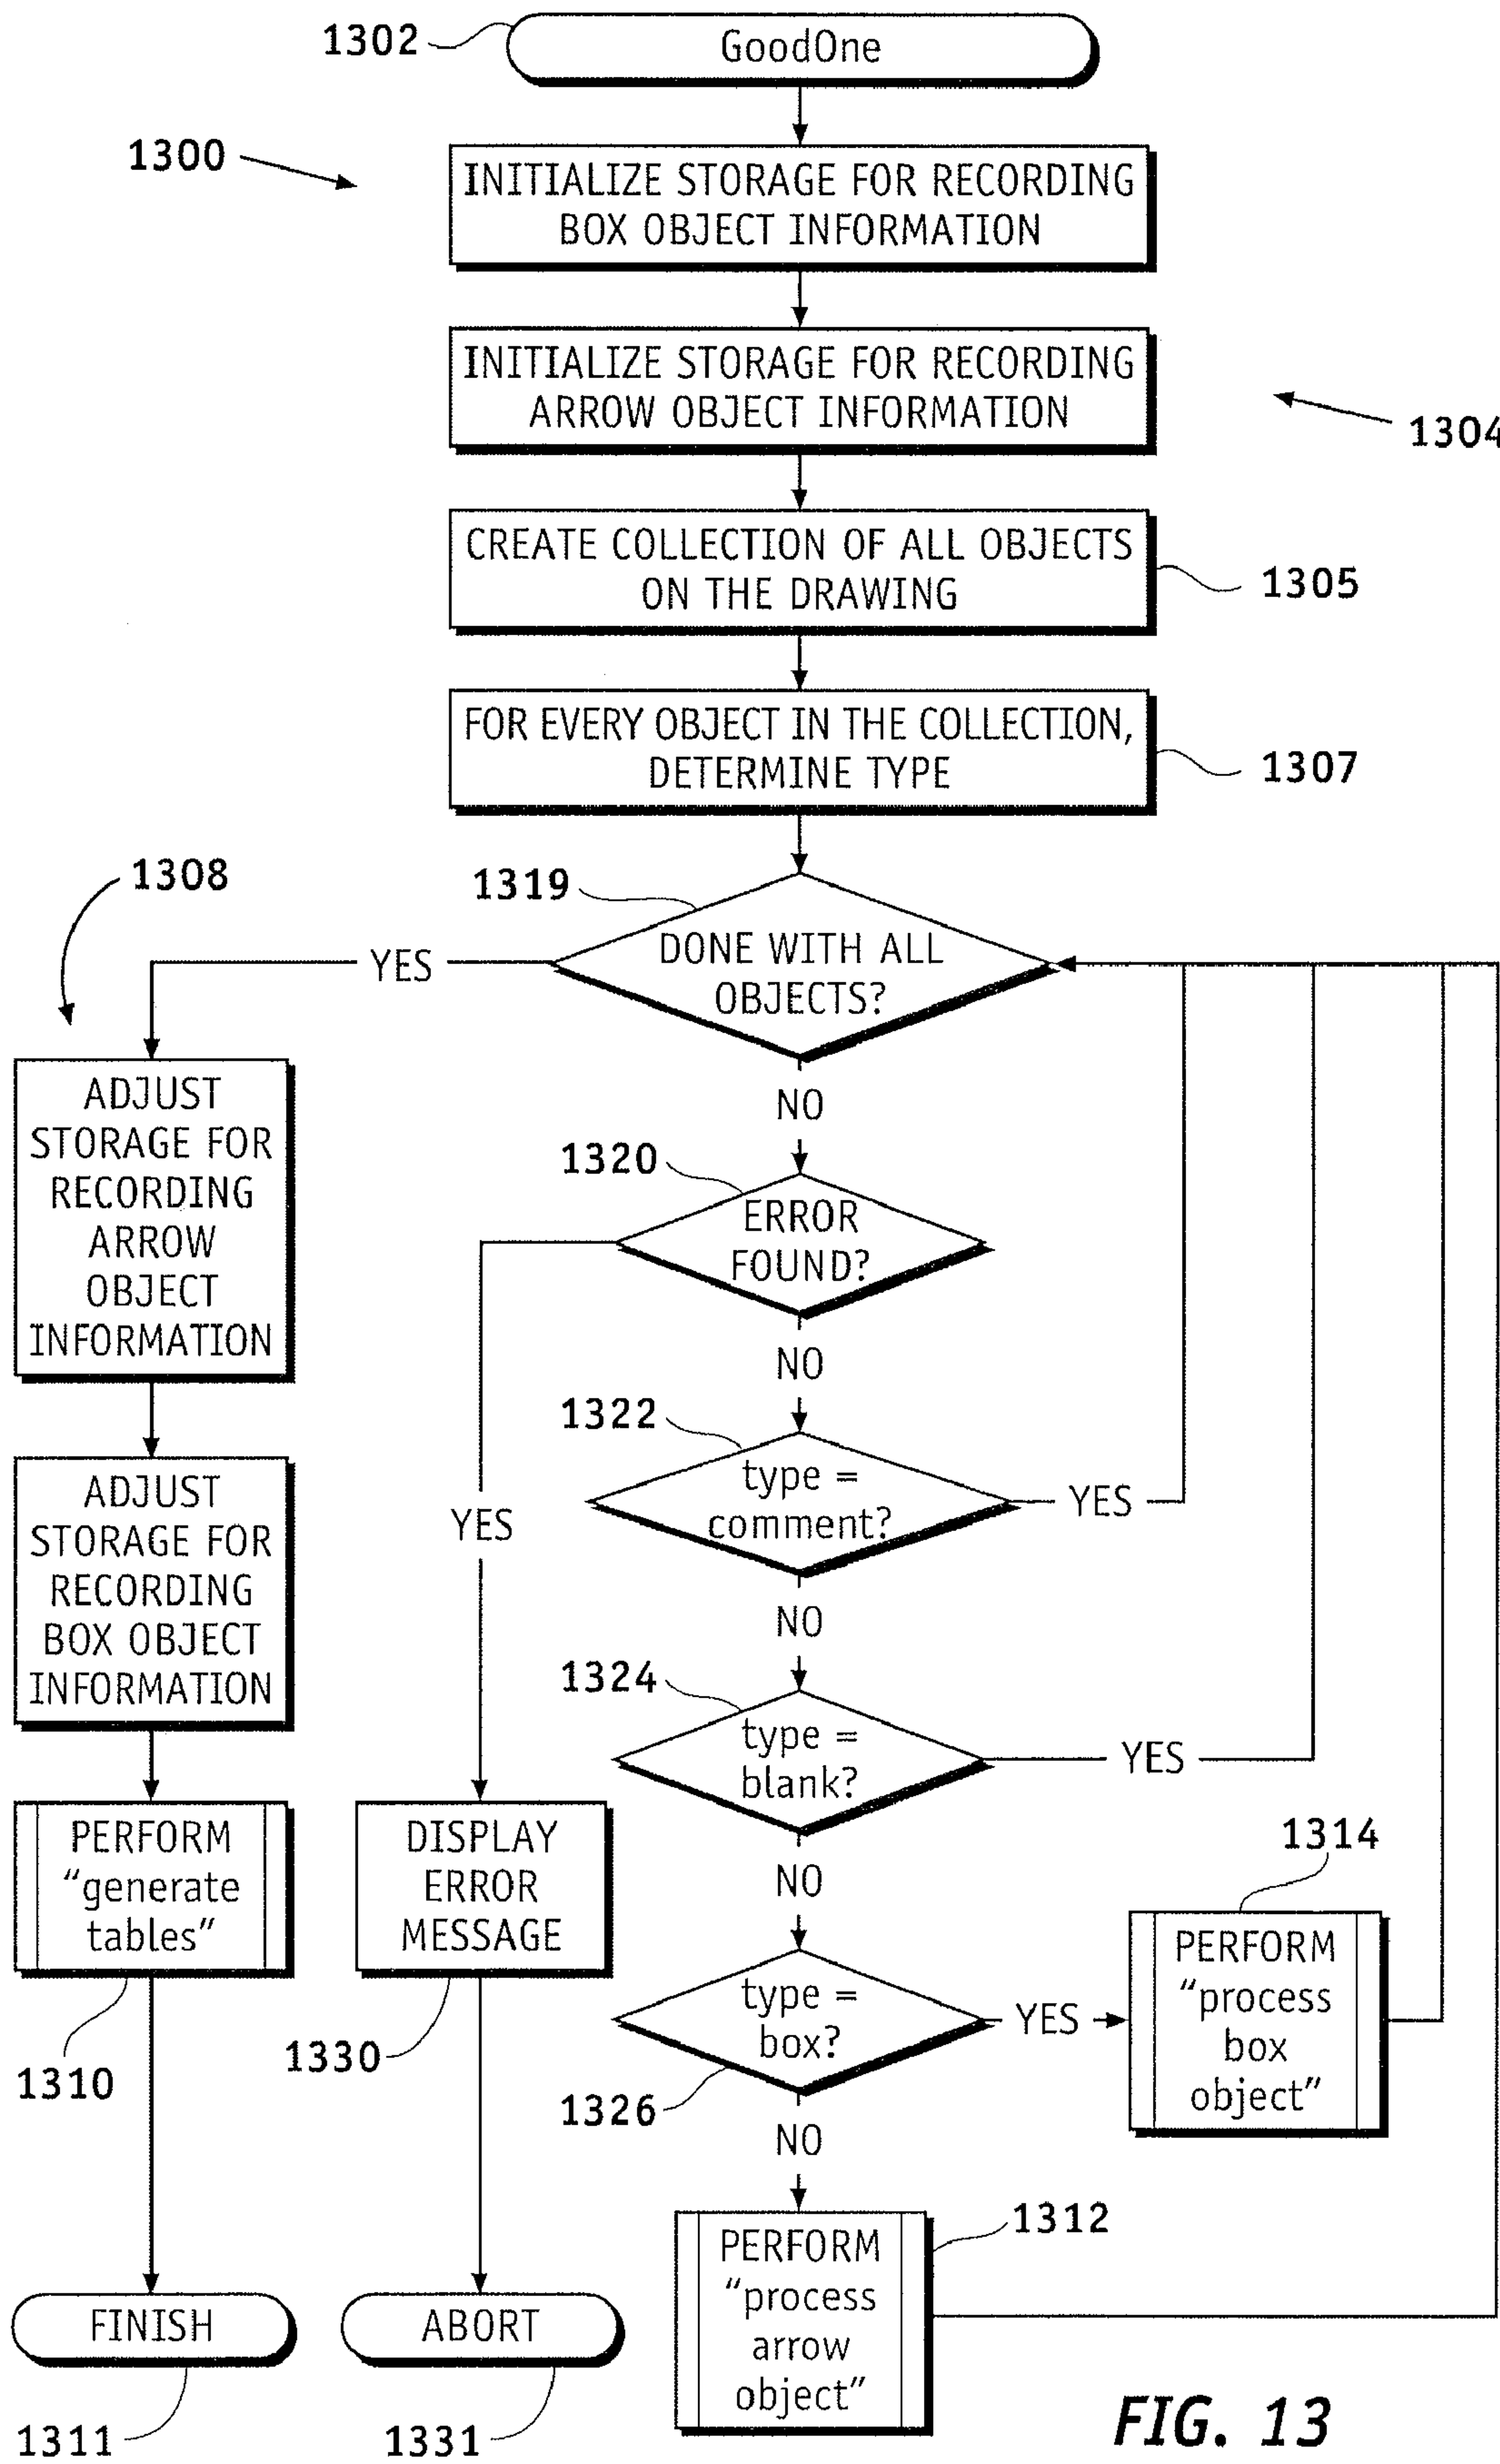 1302
GoodOne
1300
INITIALIZE STORAGE FOR RECORDING
BOX OBJECT INFORMATION
INITIALIZE STORAGE FOR RECORDING
ARROW OBJECT INFORMATION
1304
CREATE COLLECTION OF ALL OBJECTS
ON THE DRAWING
1305
FOR EVERY OBJECT IN THE COLLECTION,
DETERMINE TYPE
1307
1308
1319
DONE WITH ALL
OBJECTS?
YES
NO
ADJUST
STORAGE FOR
RECORDING
ARROW
OBJECT
INFORMATION
1320
ERROR
FOUND?
NO
YES
1322
type =
comment?
YES
NO
ADJUST
STORAGE FOR
RECORDING
BOX OBJECT
INFORMATION
1324
type =
blank?
YES
NO
PERFORM
“generate
tables”
1310
DISPLAY
ERROR
MESSAGE
1330
1314
PERFORM
“process
box
object”
type =
box?
YES
1326
NO
1312
PERFORM
“process
arrow
object”
FINISH
1311
ABORT
1331
FIG. 13